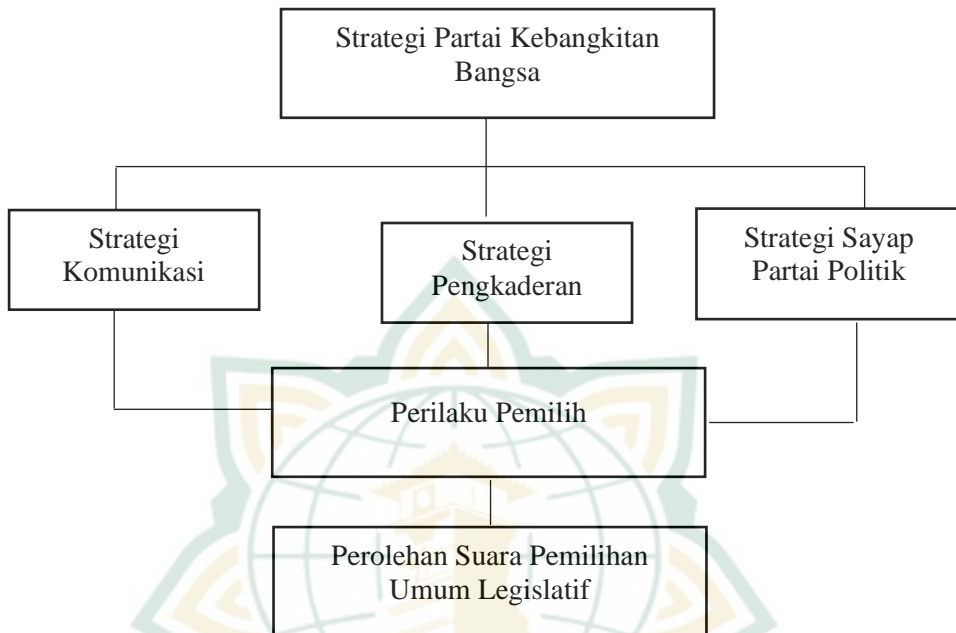 Strategi Partai Kebangkitan
Bangsa
Strategi
Komunikasi
Strategi
Pengkaderan
Strategi Sayap
Partai Politik
Perilaku Pemilih
Perolehan Suara Pemilihan
Umum Legislatif